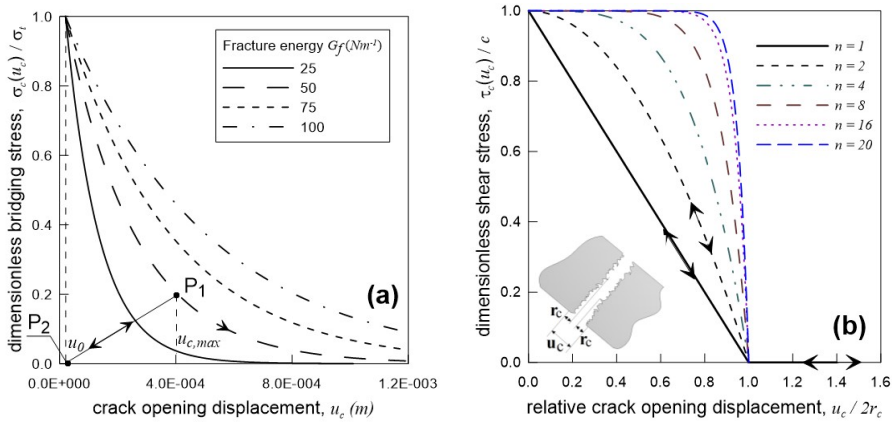 dimensionless bridging stress, σc(uc) / σt
1.0
0.8
0.6
0.4
0.2
0.0
Fracture energy Gf(Nm-1)
25
50
75
100
(a)
P1
P2
u0
uc,max
0.0E+000
4.0E-004
8.0E-004
1.2E-003
crack opening displacement, uc (m)
dimensionless shear stress, τc(uc) / c
1.0
0.8
0.6
0.4
0.2
0.0
n = 1
n = 2
n = 4
n = 8
n = 16
n = 20
rc
uc
rc
(b)
0.0
0.2
0.4
0.6
0.8
1.0
1.2
1.4
1.6
relative crack opening displacement, uc / 2rc